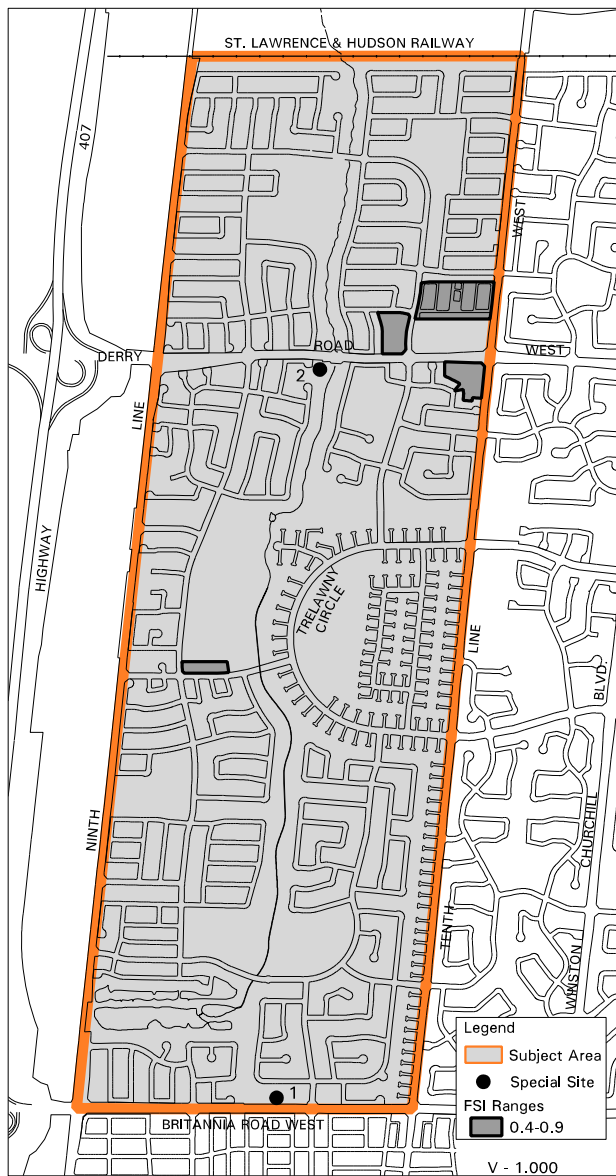 ST. LAWRENCE & HUDSON RAILWAY
407
WEST
DERRY
ROAD
WEST
2
LINE
HIGHWAY
TRELAWNY
CIRCLE
LINE
BLVD
NINTH
CHURCHILL
TENTH
WINSTON
1
BRITANNIA ROAD WEST
Legend
Subject Area
Special Site
FSI Ranges
0.4-0.9
V - 1.000